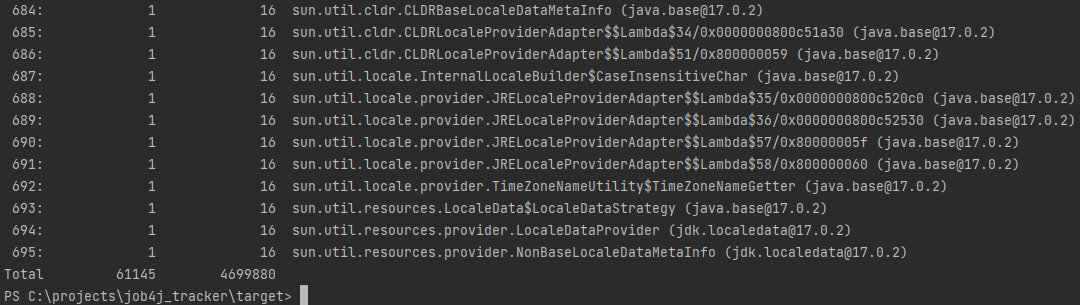 684: 1 16 sun.util.cldr.CLDRBaseLocaleDataMetaInfo (java.base@17.0.2)
685: 1 16 sun.util.cldr.CLDRLocaleProviderAdapter$$Lambda$34/0x0000000800c51a30 (java.base@17.0.2)
686: 1 16 sun.util.cldr.CLDRLocaleProviderAdapter$$Lambda$51/0x800000059 (java.base@17.0.2)
687: 1 16 sun.util.locale.InternalLocaleBuilder$CaseInsensitiveChar (java.base@17.0.2)
688: 1 16 sun.util.locale.provider.JRELocaleProviderAdapter$$Lambda$35/0x0000000800c520c0 (java.base@17.0.2)
689: 1 16 sun.util.locale.provider.JRELocaleProviderAdapter$$Lambda$36/0x0000000800c52530 (java.base@17.0.2)
690: 1 16 sun.util.locale.provider.JRELocaleProviderAdapter$$Lambda$57/0x80000005f (java.base@17.0.2)
691: 1 16 sun.util.locale.provider.JRELocaleProviderAdapter$$Lambda$58/0x800000060 (java.base@17.0.2)
692: 1 16 sun.util.locale.provider.TimeZoneNameUtility$TimeZoneNameGetter (java.base@17.0.2)
693: 1 16 sun.util.resources.LocaleData$LocaleDataStrategy (java.base@17.0.2)
694: 1 16 sun.util.resources.provider.LocaleDataProvider (jdk.localedata@17.0.2)
695: 1 16 sun.util.resources.provider.NonBaseLocaleDataMetaInfo (jdk.localedata@17.0.2)
Total 61145 4699880
PS C:\projects\job4j_tracker\target>